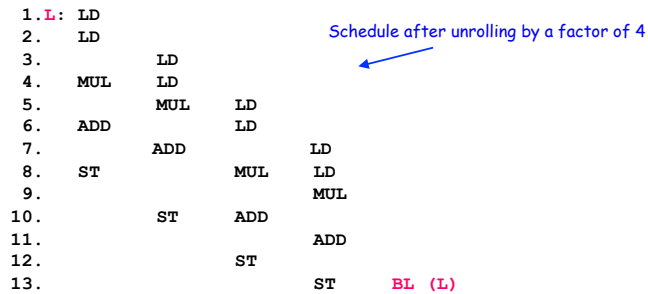 1.L: LD
2. LD
Schedule after unrolling by a factor of 4
3. LD
4. MUL LD
5. MUL LD
6. ADD LD
7. ADD LD
8. ST MUL LD
9. MUL
10. ST ADD
11. ADD
12. ST
13. ST BL (L)